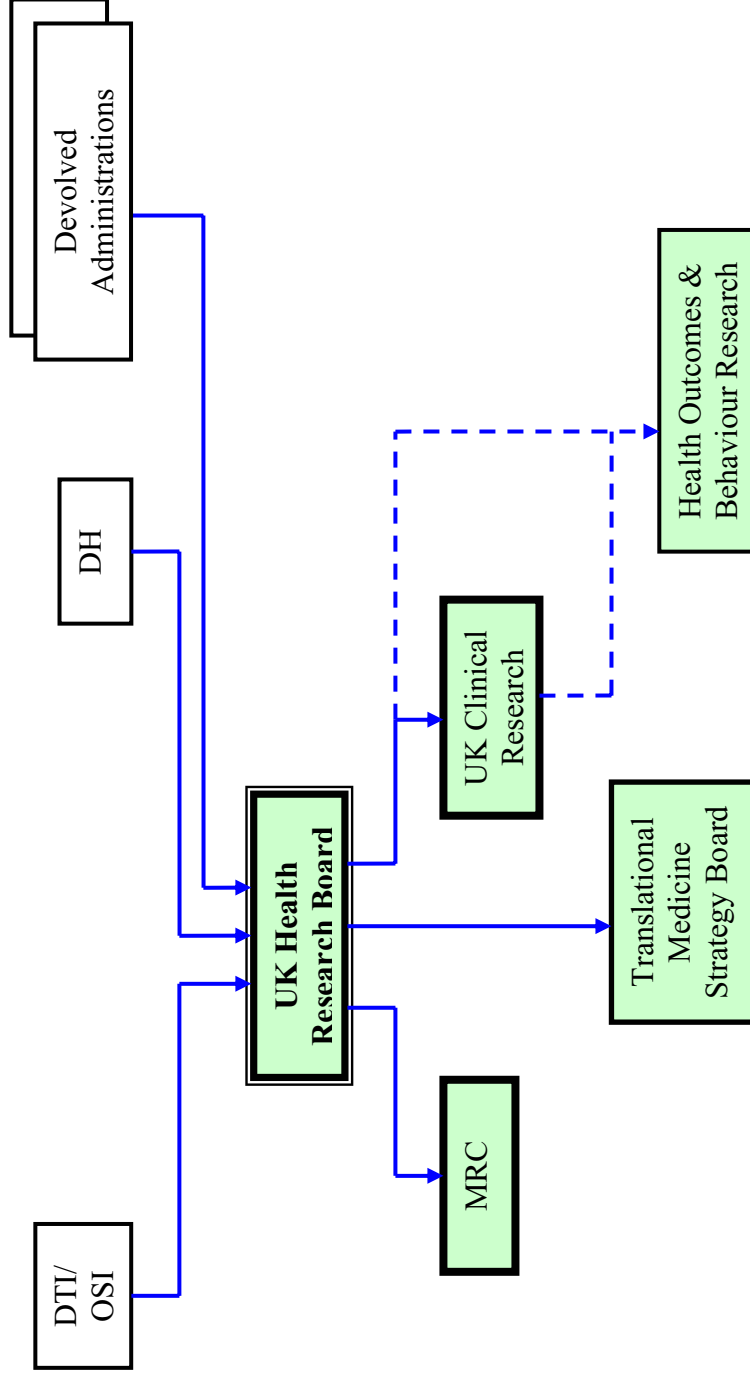 DTI/
OSI
DH
Devolved
Administrations
UK Health
Research Board
MRC
UK Clinical
Research
Translational
Medicine
Strategy Board
Health Outcomes &
Behaviour Research